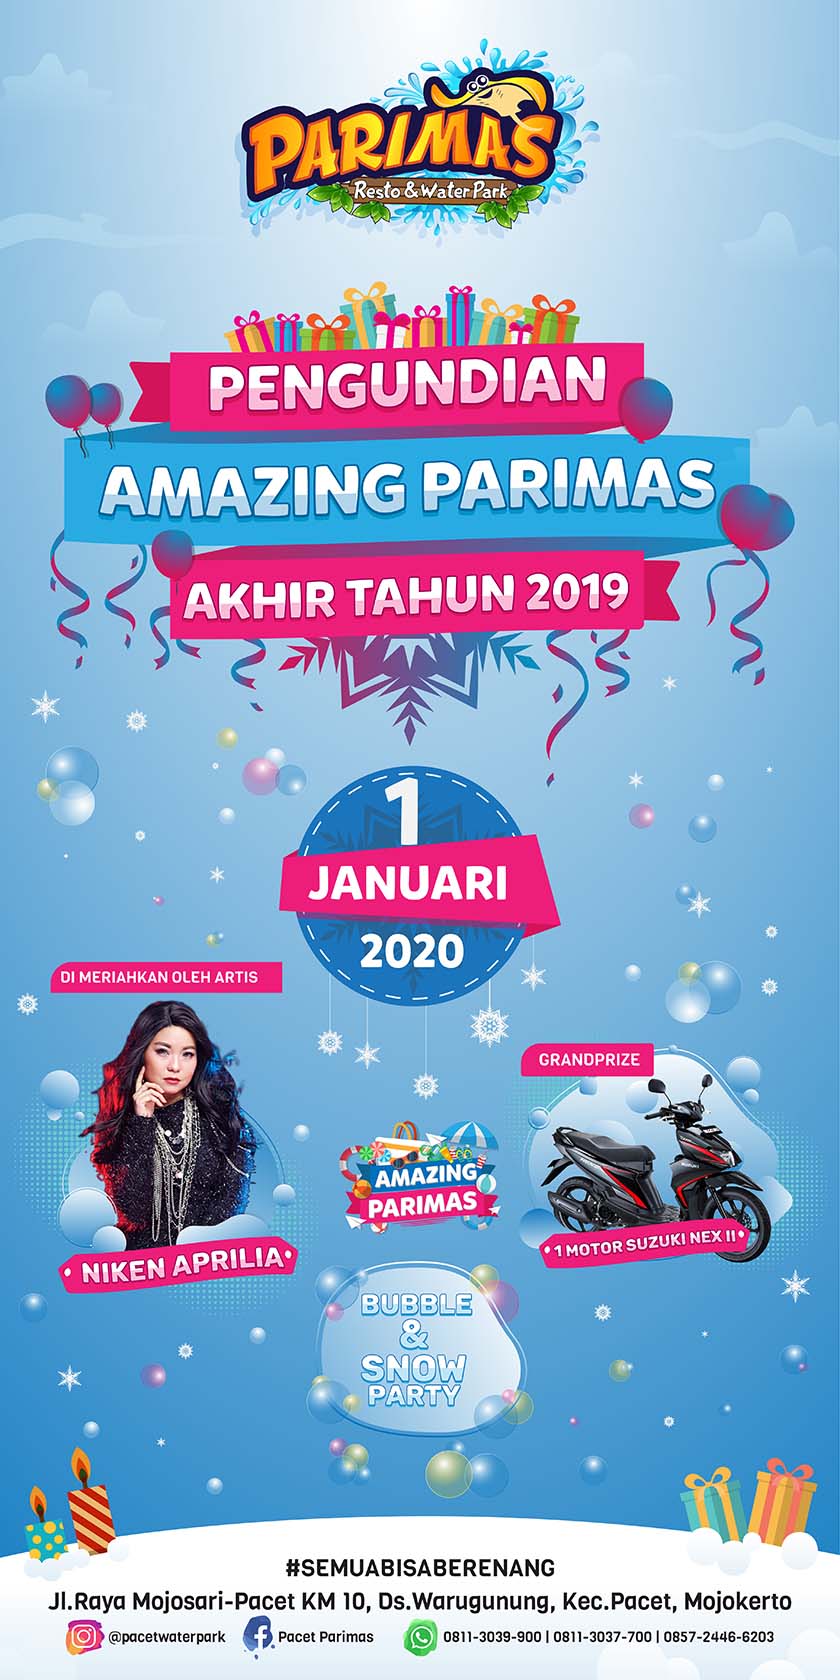 PARIMAS
Resto & Water Park
PENGUNDIAN
AMAZING PARIMAS
AKHIR TAHUN 2019
1
JANUARI
2020
DI MERIAHKAN OLEH ARTIS
NIKEN APRILIA
GRANDPRIZE
1 MOTOR SUZUKI NEX II
AMAZING
PARIMAS
BUBBLE
&
SNOW
PARTY
#SEMUABISABERENANG
Jl.Raya Mojosari-Pacet KM 10, Ds.Warugunung, Kec.Pacet, Mojokerto
@pacetwaterpark Pacet Parimas 0811-3039-900 | 0811-3037-700 | 0857-2446-6203